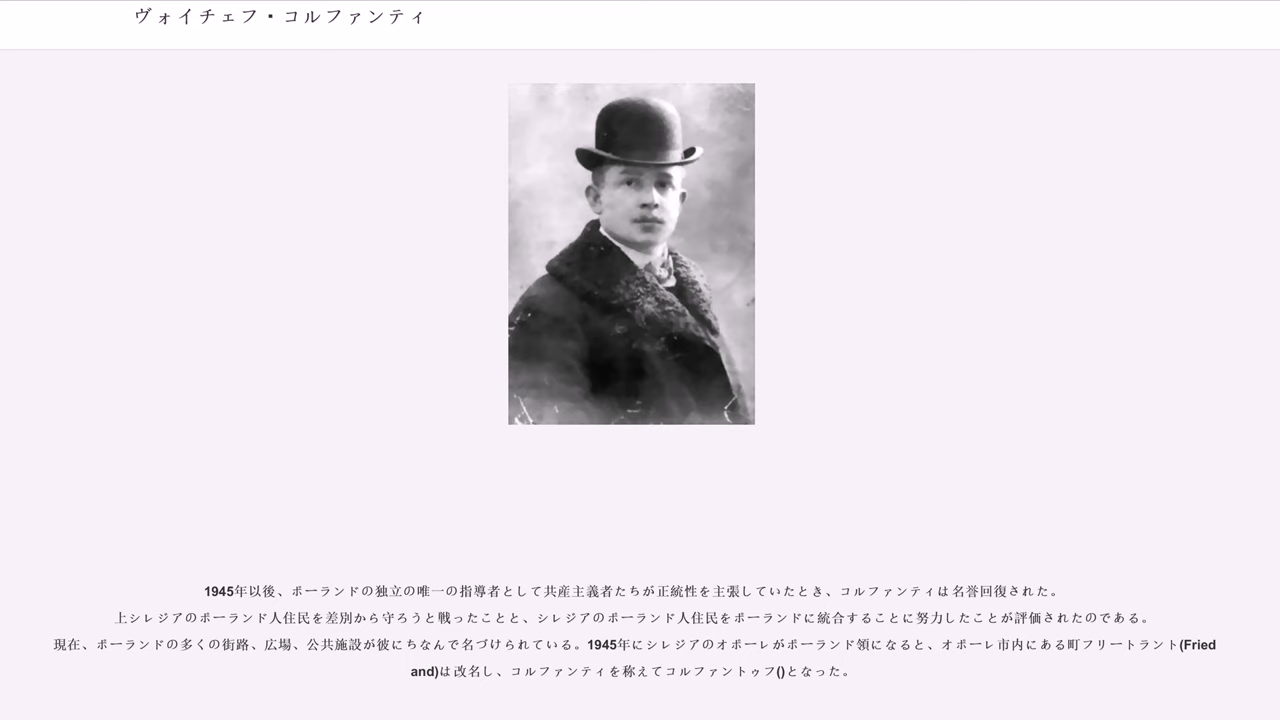 ヴォイチェフ・コルファンティ
1945年以後、ポーランドの独立の唯一の指導者として共産主義者たちが正統性を主張していたとき、コルファンティは名誉回復された。
上シレジアのポーランド人住民を差別から守ろうと戦ったことと、シレジアのポーランド人住民をポーランドに統合することに努力したことが評価されたのである。
現在、ポーランドの多くの街路、広場、公共施設が彼にちなんで名づけられている。1945年にシレジアのオポーレがポーランド領になると、オポーレ市内にある町フリートラント(Fried
and)は改名し、コルファンティを称えてコルファントゥフ()となった。